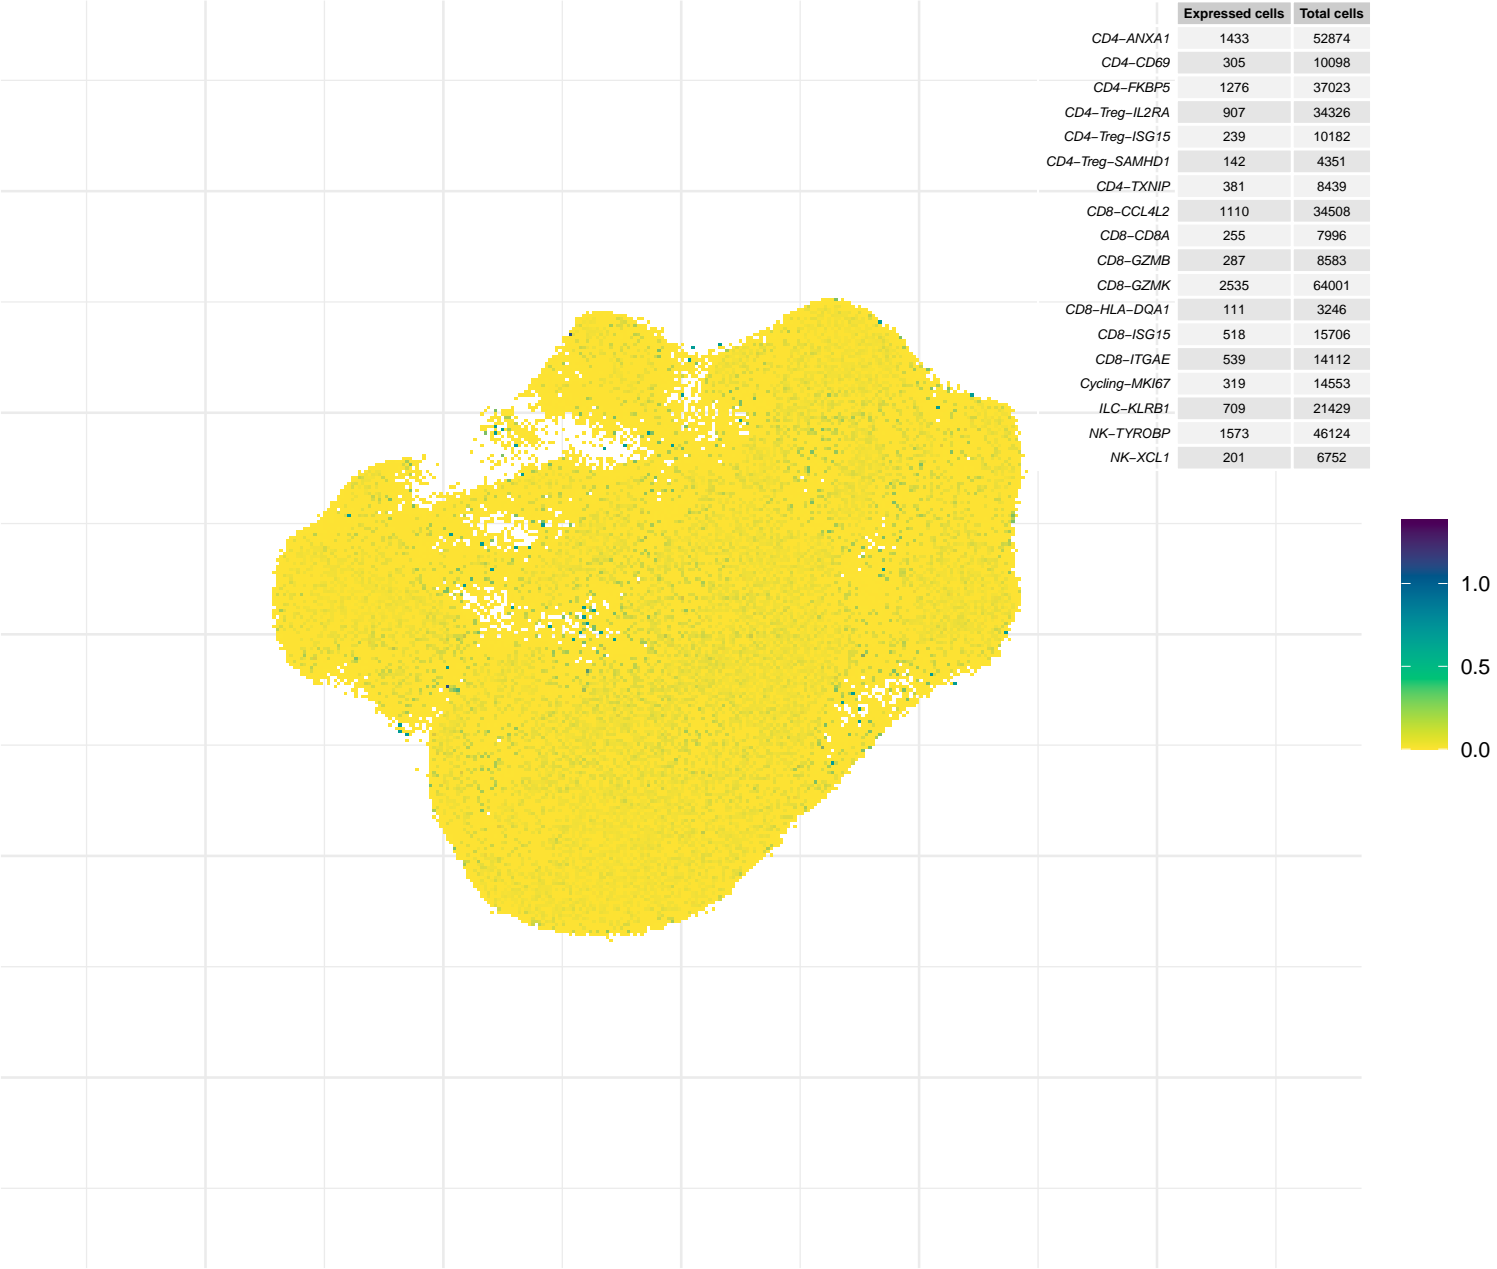 Expressed cells Total cells
CD4−ANXA1 1433 52874
CD4−CD69 305 10098
CD4−FKBP5 1276 37023
CD4−Treg−IL2RA 907 34326
CD4−Treg−ISG15 239 10182
CD4−Treg−SAMHD1 142 4351
CD4−TXNIP 381 8439
CD8−CCL4L2 1110 34508
CD8−CD8A 255 7996
CD8−GZMB 287 8583
CD8−GZMK 2535 64001
CD8−HLA−DQA1 111 3246
CD8−ISG15 518 15706
CD8−ITGAE 539 14112
Cycling−MKI67 319 14553
ILC−KLRB1 709 21429
NK−TYROBP 1573 46124
NK−XCL1 201 6752
1.0
0.5
0.0